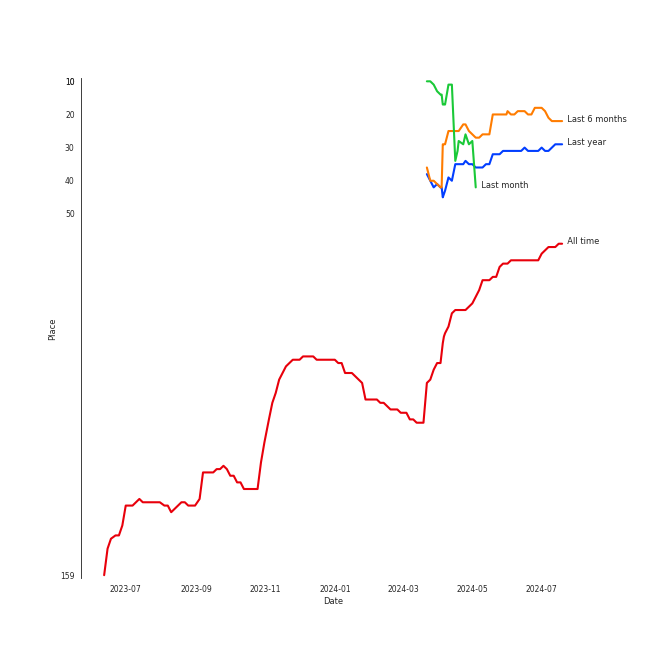 10
20
30
40
50
159
Place
Last 6 months
Last year
Last month
All time
2023-07
2023-09
2023-11
2024-01
2024-03
2024-05
2024-07
Date